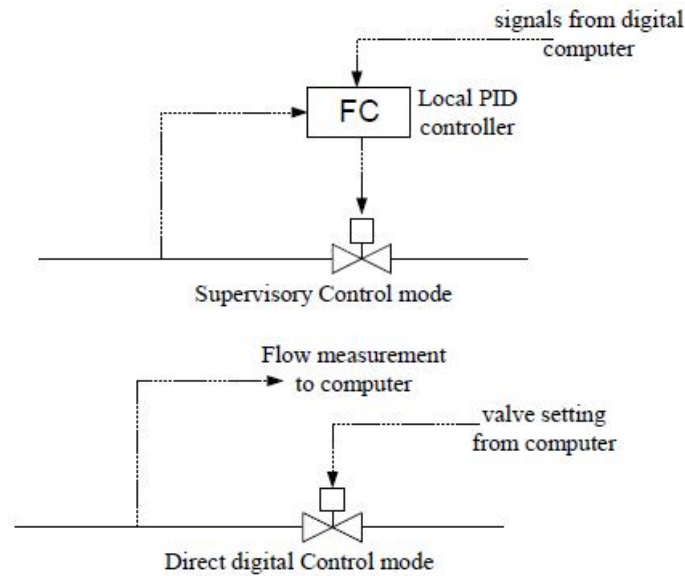 signals from digital
computer
FC
Local PID
controller
Supervisory Control mode
Flow measurement
to computer
valve setting
from computer
Direct digital Control mode